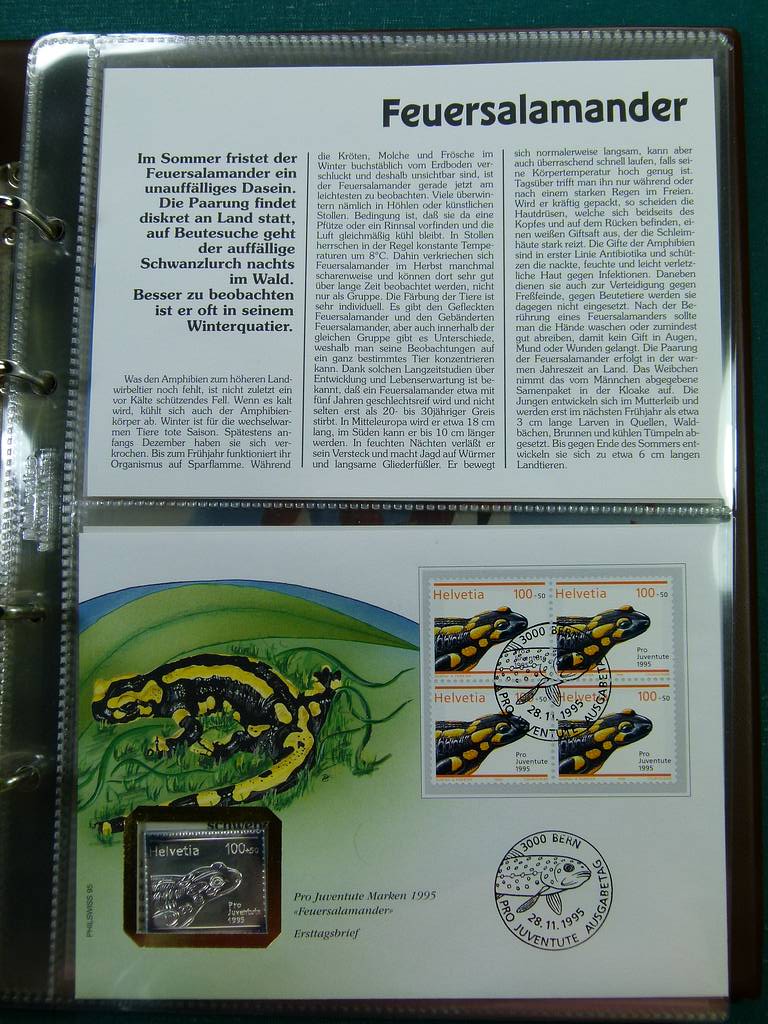 Feuersalamander
Im Sommer fristet der
Feuersalamander ein
unauffälliges Dasein.
Die Paarung findet
diskret an Land statt,
auf Beutesuche geht
der auffällige
Schwanzlurch nachts
im Wald.
Besser zu beobachten
ist er oft in seinem
Winterquatier.
Was den Amphibien zum höheren Land-
wirbeltier noch fehlt, ist nicht zuletzt ein
vor Kälte schützendes Fell. Wenn es kalt
wird, kühlt sich auch der Amphibien-
körper ab. Winter ist für die wechselwar-
men Tiere tote Saison. Spätestens an-
fangs Dezember haben sie sich ver-
krochen. Bis zum Frühjahr funktioniert ihr
Organismus auf Sparflamme. Während
die Kröten, Molche und Frösche im
Winter buchstäblich vom Erdboden ver-
schluckt und deshalb unsichtbar sind, ist
der Feuersalamander gerade jetzt am
leichtesten zu beobachten. Viele überwin-
tern nämlich in Höhlen oder künstlichen
Stollen. Bedingung ist, daß sie da eine
Pfütze oder ein Rinnsal vorfinden und die
Luft gleichmäßig kühl bleibt. In Stollen
herrschen in der Regel konstante Tempe-
raturen um 8°C. Dahin verkriechen sich
Feuersalamander im Herbst manchmal
scharenweise und können dort sehr gut
über lange Zeit beobachtet werden, nicht
nur als Gruppe. Die Färbung der Tiere ist
sehr individuell. Es gibt den Gefleckten
Feuersalamander und den Gebänderten
Feuersalamander, aber auch innerhalb der
gleichen Gruppe gibt es Unterschiede,
weshalb man seine Beobachtungen auf
ein ganz bestimmtes Tier konzentrieren
kann. Dank solchen Langzeitstudien über
Entwicklung und Lebenserwartung ist be-
kannt, daß ein Feuersalamander etwa mit
fünf Jahren geschlechtsreif wird und nicht
selten erst als 20- bis 30jähriger Greis
stirbt. In Mitteleuropa wird er etwa 18 cm
lang, im Süden kann er bis 10 cm länger
werden. In feuchten Nächten verläßt er
sein Versteck und macht Jagd auf Würmer
und langsame Gliederfüßler. Er bewegt
sich normalerweise langsam, kann aber
auch überraschend schnell laufen, falls sei-
ne Körpertemperatur hoch genug ist.
Tagsüber trifft man ihn nur während oder
nach einem starken Regen im Freien.
Wird er kräftig gepackt, so scheiden die
Hautdrüsen, welche sich beidseits des
Kopfes und auf dem Rücken befinden, ei-
nen weißen Giftsaft aus, der die Schleim-
häute stark reizt. Die Gifte der Amphibien
sind in erster Linie Antibiotika und schüt-
zen die nackte, feuchte und leicht verletz-
liche Haut gegen Infektionen. Daneben
dienen sie auch zur Verteidigung gegen
Freßfeinde, gegen Beutetiere werden sie
dagegen nicht eingesetzt. Nach der Be-
rührung eines Feuersalamanders sollte
man die Hände waschen oder zumindest
gut abreiben, damit kein Gift in Augen,
Mund oder Wunden gelangt. Die Paarung
der Feuersalamander erfolgt in der war-
men Jahreszeit an Land. Das Weibchen
nimmt das vom Männchen abgegebene
Samenpaket in der Kloake auf. Die
Jungen entwickeln sich im Mutterleib und
werden erst im nächsten Frühjahr als etwa
3 cm lange Larven in Quellen, Wald-
bächen, Brunnen und kühlen Tümpeln ab-
gesetzt. Bis gegen Ende des Sommers ent-
wickeln sie sich zu etwa 6 cm langen
Landtieren.
Helvetia 100+50
Helvetia 100+50
Pro
Juventute
1995
Helvetia 100+50
Pro
Juventute
1995
Helvetia 100+50
Pro
Juventute
1995
3000 BERN
28.11.1995
PRO JUVENTUTE AUSGABETAG
Helvetia 100+50
Pro
Juventute
1995
PHILSWISS 95
Pro Juventute Marken 1995
«Feuersalamander»
Ersttagsbrief
3000 BERN
28.11.1995
PRO JUVENTUTE AUSGABETAG